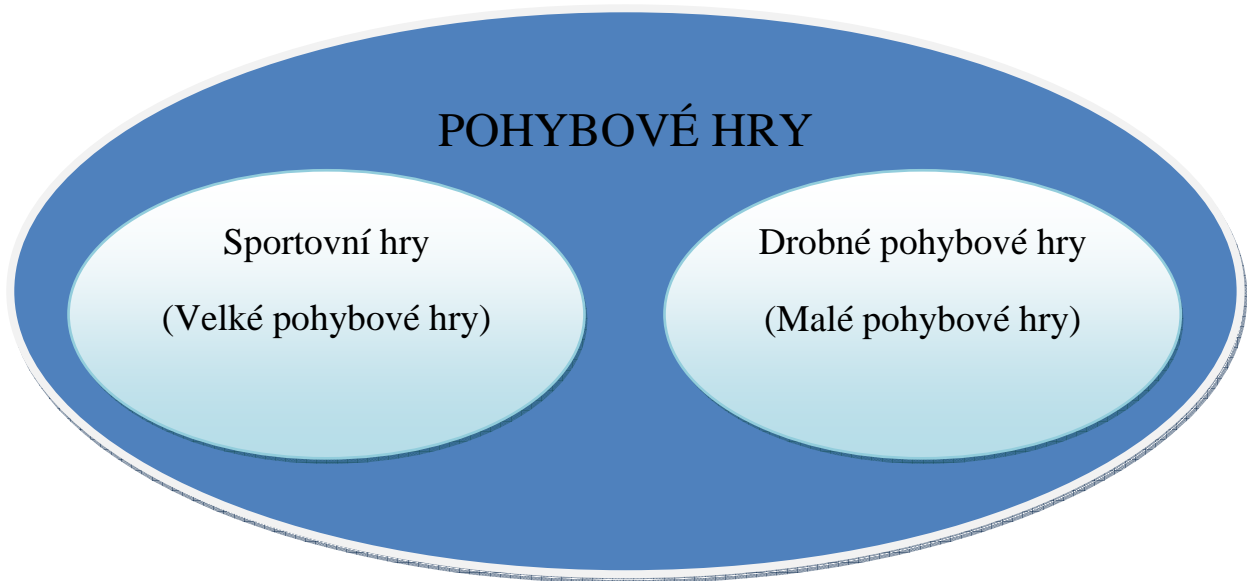 POHYBOVÉ HRY
Sportovní hry
(Velké pohybové hry)
Drobné pohybové hry
(Malé pohybové hry)